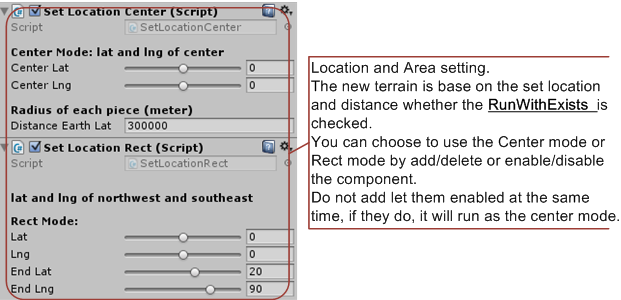 Set Location Center (Script)
Script SetLocationCenter
Center Mode: lat and lng of center
Center Lat 0
Center Lng 0
Radius of each piece (meter)
Distance Earth Lat 300000
Set Location Rect (Script)
Script SetLocationRect
lat and lng of northwest and southeast
Rect Mode:
Lat 0
Lng 0
End Lat 20
End Lng 90
Location and Area setting.
The new terrain is base on the set location
and distance whether the RunWithExists is
checked.
You can choose to use the Center mode or
Rect mode by add/delete or enable/disable
the component.
Do not add let them enabled at the same
time, if they do, it will run as the center mode.